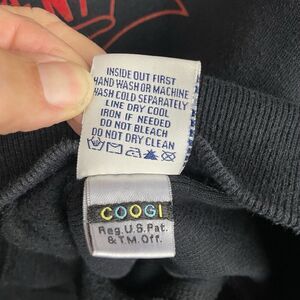 INSIDE OUT FIRST
HAND WASH OR MACHINE
WASH COLD SEPARATELY
LINE DRY COOL
IRON IF NEEDED
DO NOT BLEACH
DO NOT DRY CLEAN
COOGI
Reg.U.S.Pat.
&T.M.Off.